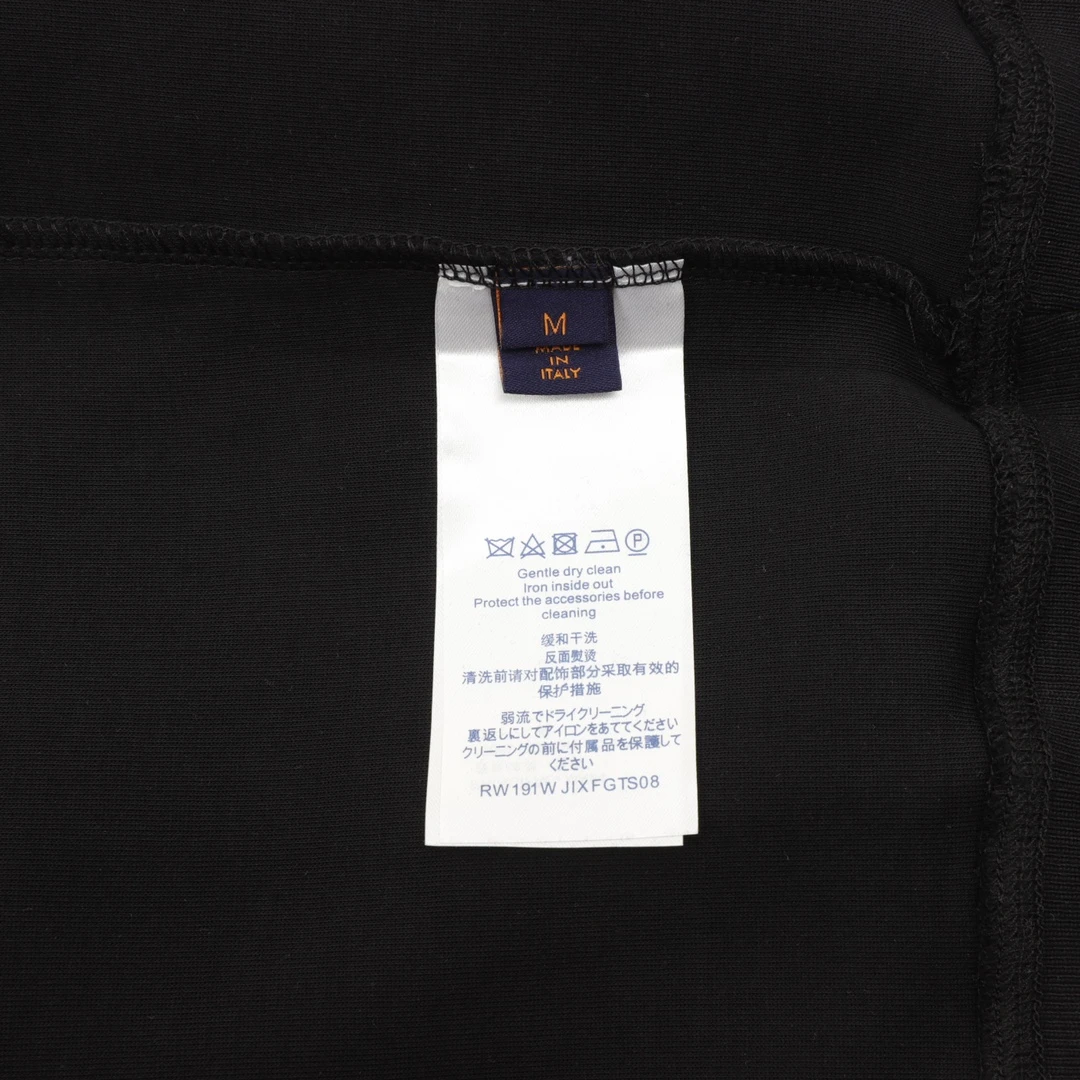 M
MADE
IN
ITALY
P
Gentle dry clean
Iron inside out
Protect the accessories before
cleaning
缓和干洗
反面熨烫
清洗前请对配饰部分采取有效的
保护措施
弱流でドライクリーニング
裏返しにしてアイロンをあててください
クリーニングの前に付属品を保護して
ください
RW191W JIXFGTS08